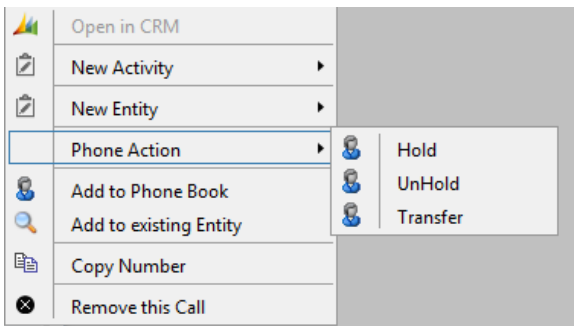 Open in CRM
New Activity
New Entity
Phone Action
Hold
UnHold
Transfer
Add to Phone Book
Add to existing Entity
Copy Number
Remove this Call